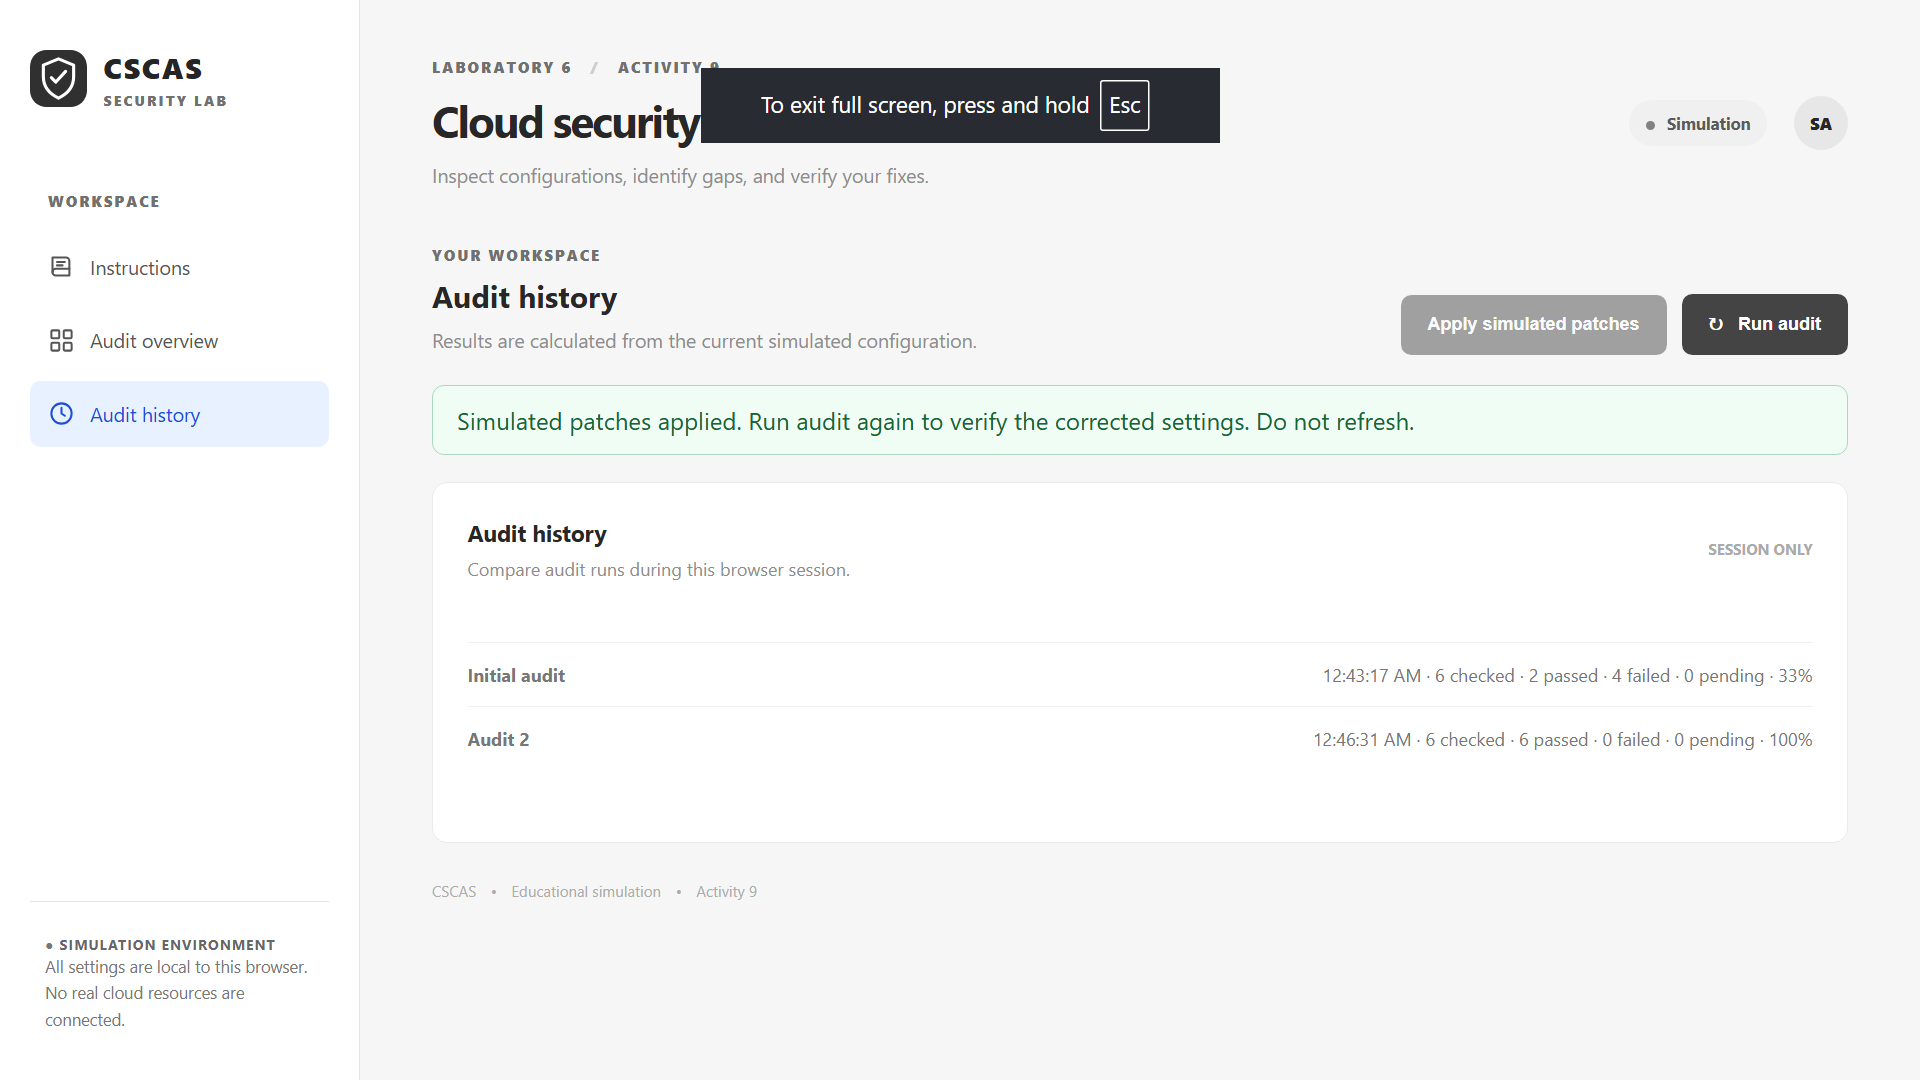 CSCAS
SECURITY LAB
WORKSPACE
Instructions
Audit overview
Audit history
● SIMULATION ENVIRONMENT
All settings are local to this browser.
No real cloud resources are
connected.
LABORATORY 6 / ACTIVITY 9
Cloud security
To exit full screen, press and hold Esc
Inspect configurations, identify gaps, and verify your fixes.
Simulation
SA
YOUR WORKSPACE
Audit history
Results are calculated from the current simulated configuration.
Apply simulated patches
↻ Run audit
Simulated patches applied. Run audit again to verify the corrected settings. Do not refresh.
Audit history
Compare audit runs during this browser session.
SESSION ONLY
Initial audit 12:43:17 AM · 6 checked · 2 passed · 4 failed · 0 pending · 33%
Audit 2 12:46:31 AM · 6 checked · 6 passed · 0 failed · 0 pending · 100%
CSCAS • Educational simulation • Activity 9